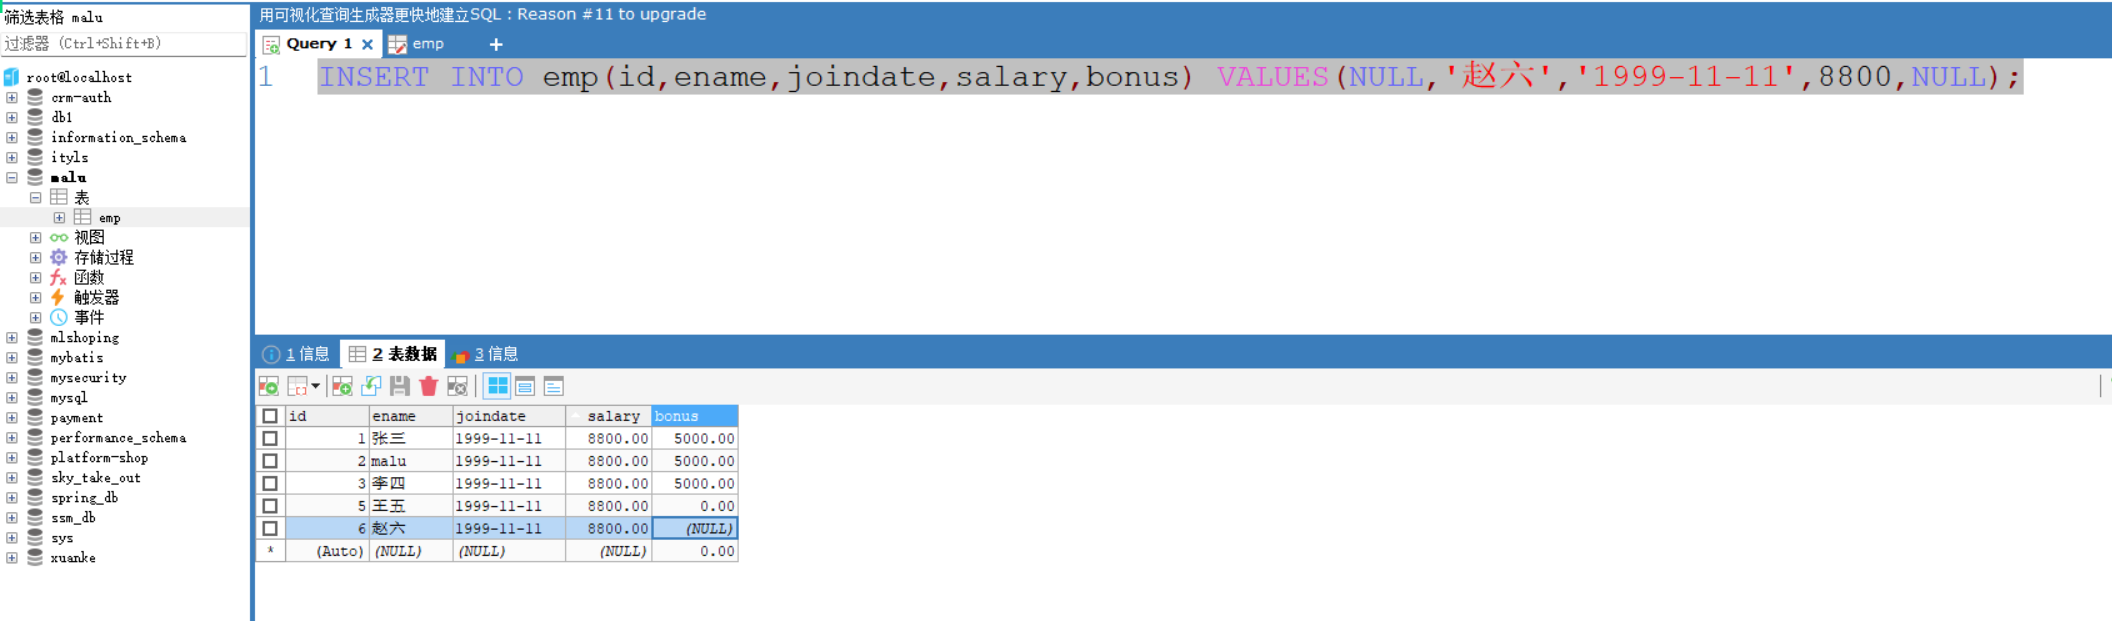 筛选表格 malu
过滤器 (Ctrl+Shift+B)
root@localhost
crm-auth
db1
information_schema
ityls
malu
表
emp
视图
存储过程
函数
触发器
事件
mlshoping
mybatis
mysecurity
mysql
payment
performance_schema
platform-shop
sky_take_out
spring_db
ssm_db
sys
xuanke
用可视化查询生成器更快地建立SQL : Reason #11 to upgrade
Query 1 × emp +
1 INSERT INTO emp(id,ename,joindate,salary,bonus) VALUES(NULL,'赵六','1999-11-11',8800,NULL);
1 信息 2 表数据 3 信息
id ename joindate salary bonus
1 张三 1999-11-11 8800.00 5000.00
2 malu 1999-11-11 8800.00 5000.00
3 李四 1999-11-11 8800.00 5000.00
5 王五 1999-11-11 8800.00 0.00
6 赵六 1999-11-11 8800.00 (NULL)
* (Auto) (NULL) (NULL) (NULL) 0.00